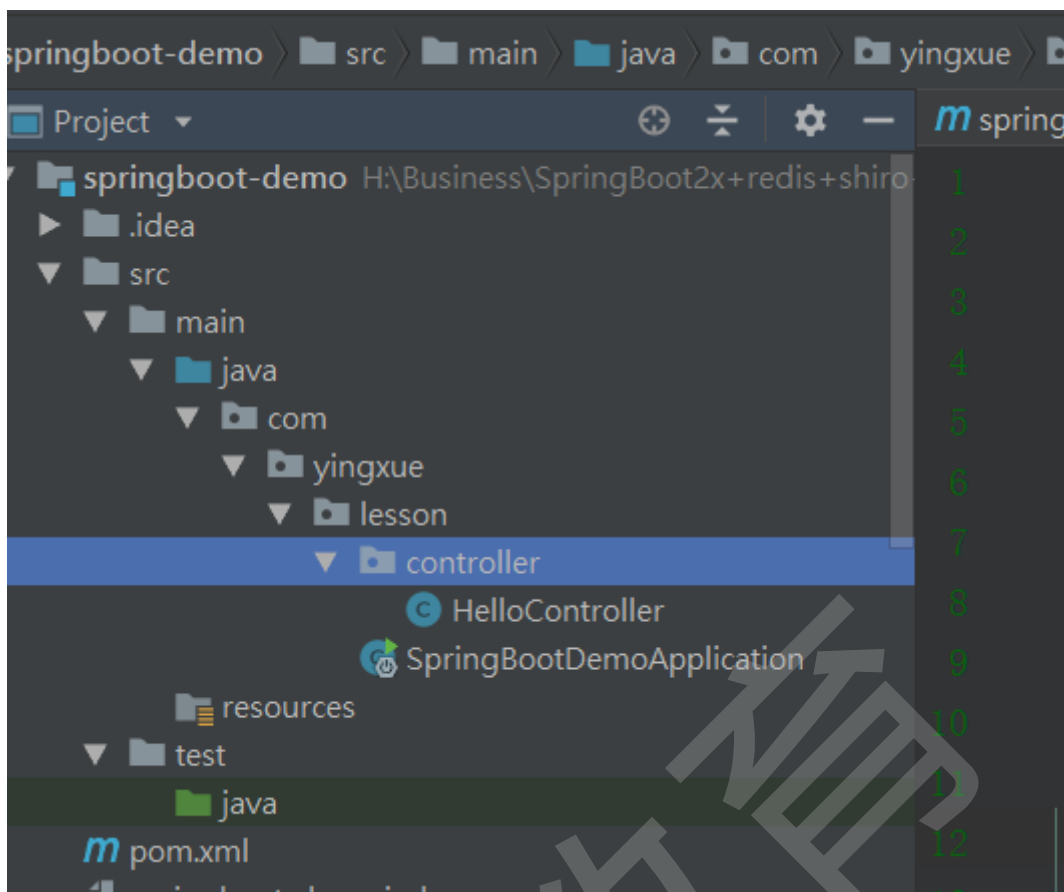 springboot-demo src main java com yingxue
Project
m spring
springboot-demo H:\Business\SpringBoot2x+redis+shiro-
.idea
src
main
java
com
yingxue
lesson
controller
C HelloController
SpringBootDemoApplication
resources
test
java
m pom.xml
1
2
3
4
5
6
7
8
9
10
11
12